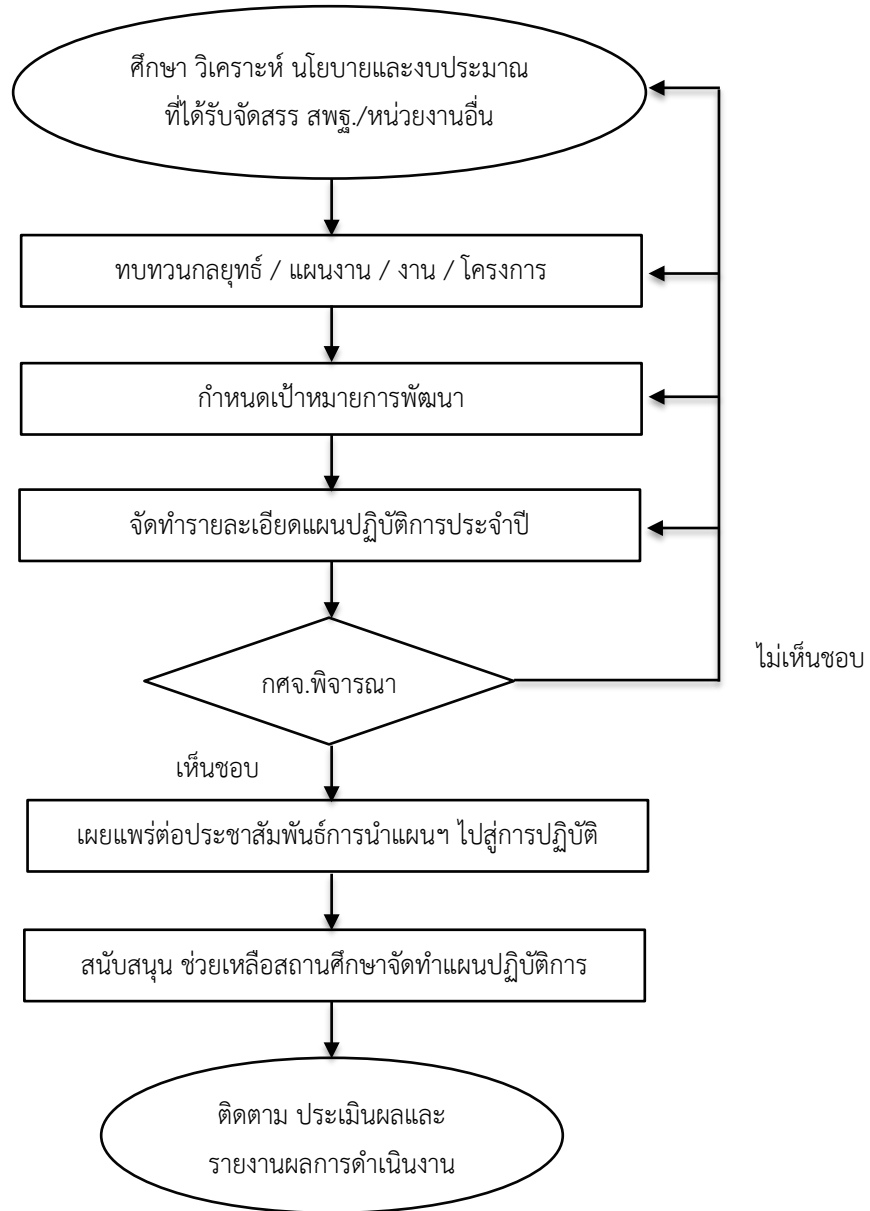 ศึกษา วิเคราะห์ นโยบายและงบประมาณ
ที่ได้รับจัดสรร สพฐ./หน่วยงานอื่น
ทบทวนกลยุทธ์ / แผนงาน / งาน / โครงการ
กำหนดเป้าหมายการพัฒนา
จัดทำรายละเอียดแผนปฏิบัติการประจำปี
กศจ.พิจารณา
ไม่เห็นชอบ
เห็นชอบ
เผยแพร่ต่อประชาสัมพันธ์การนำแผนฯ ไปสู่การปฏิบัติ
สนับสนุน ช่วยเหลือสถานศึกษาจัดทำแผนปฏิบัติการ
ติดตาม ประเมินผลและ
รายงานผลการดำเนินงาน